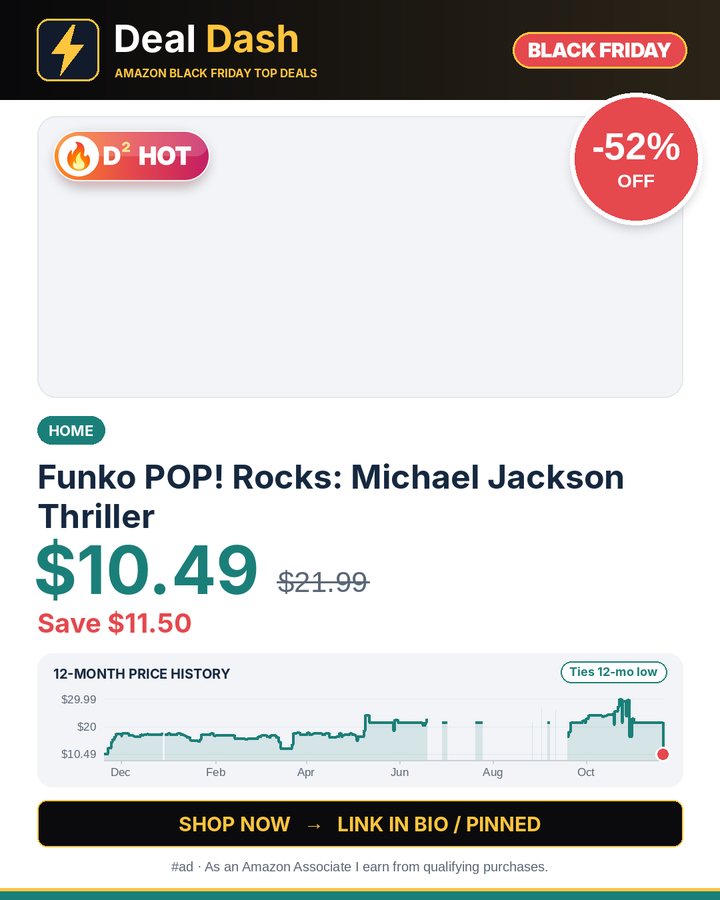 Deal Dash
AMAZON BLACK FRIDAY TOP DEALS
BLACK FRIDAY
D² HOT
-52%
OFF
HOME
Funko POP! Rocks: Michael Jackson
Thriller
$10.49 $21.99
Save $11.50
12-MONTH PRICE HISTORY
Ties 12-mo low
$29.99
$20
$10.49
Dec Feb Apr Jun Aug Oct
SHOP NOW → LINK IN BIO / PINNED
#ad · As an Amazon Associate I earn from qualifying purchases.